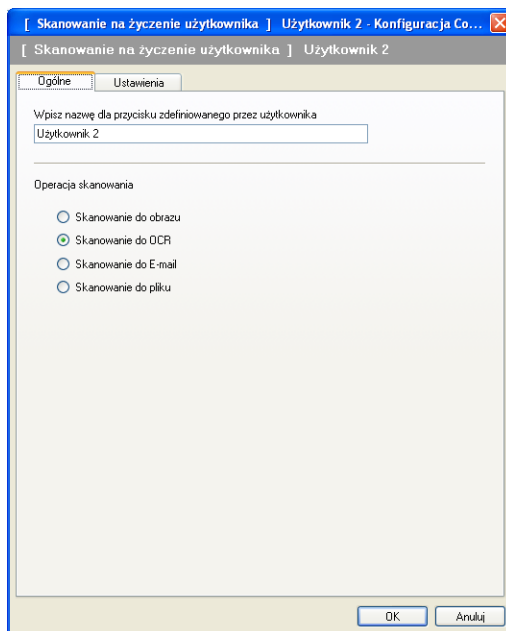 [ Skanowanie na życzenie użytkownika ] Użytkownik 2 - Konfiguracja Co...
[ Skanowanie na życzenie użytkownika ] Użytkownik 2
Ogólne Ustawienia
Wpisz nazwę dla przycisku zdefiniowanego przez użytkownika
Użytkownik 2
Operacja skanowania
Skanowanie do obrazu
Skanowanie do OCR
Skanowanie do E-mail
Skanowanie do pliku
OK Anuluj